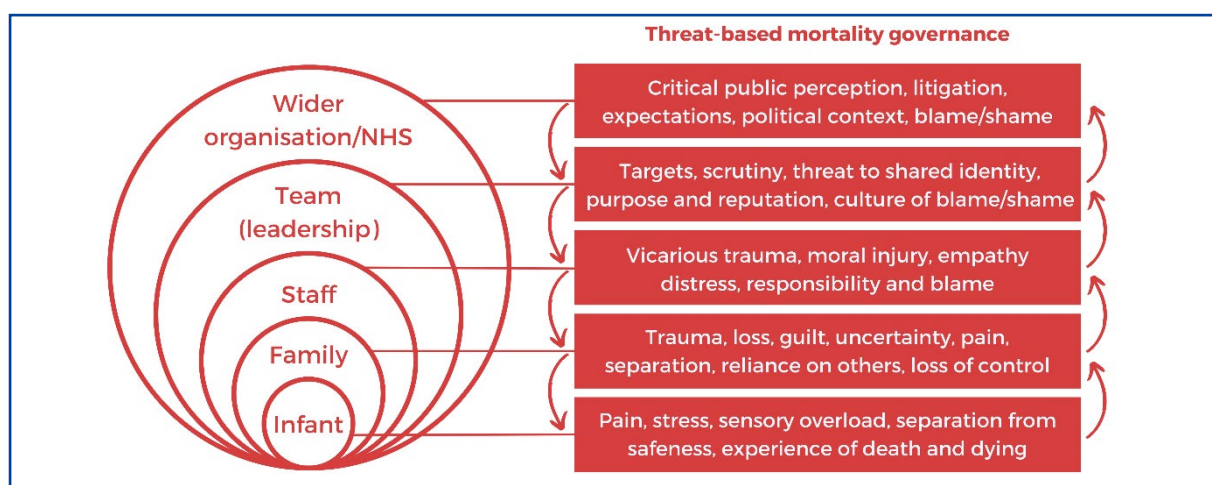 Threat-based mortality governance
Wider
organisation/NHS
Team
(leadership)
Staff
Family
Infant
Critical public perception, litigation,
expectations, political context, blame/shame
Targets, scrutiny, threat to shared identity,
purpose and reputation, culture of blame/shame
Vicarious trauma, moral injury, empathy
distress, responsibility and blame
Trauma, loss, guilt, uncertainty, pain,
separation, reliance on others, loss of control
Pain, stress, sensory overload, separation from
safeness, experience of death and dying